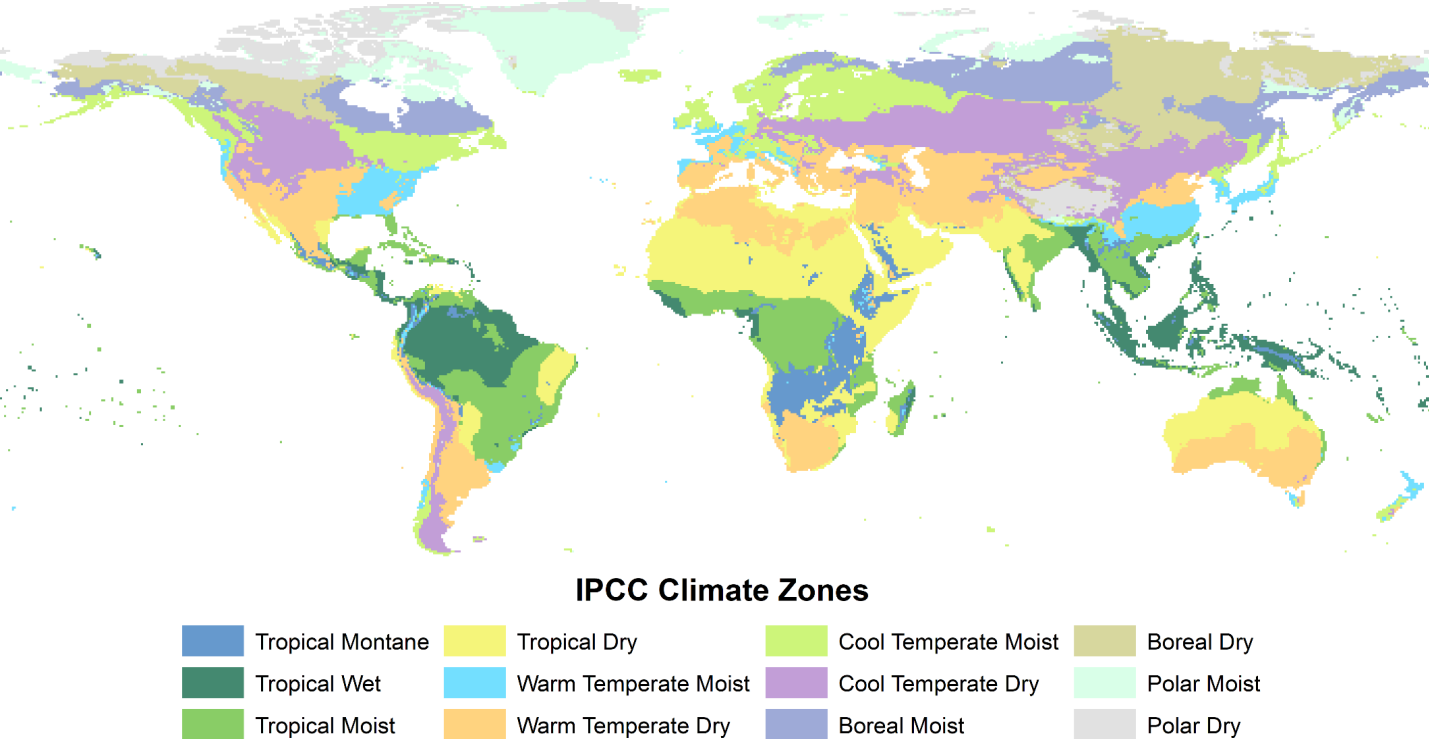 IPCC Climate Zones
Tropical Montane
Tropical Dry
Cool Temperate Moist
Boreal Dry
Tropical Wet
Warm Temperate Moist
Cool Temperate Dry
Polar Moist
Tropical Moist
Warm Temperate Dry
Boreal Moist
Polar Dry